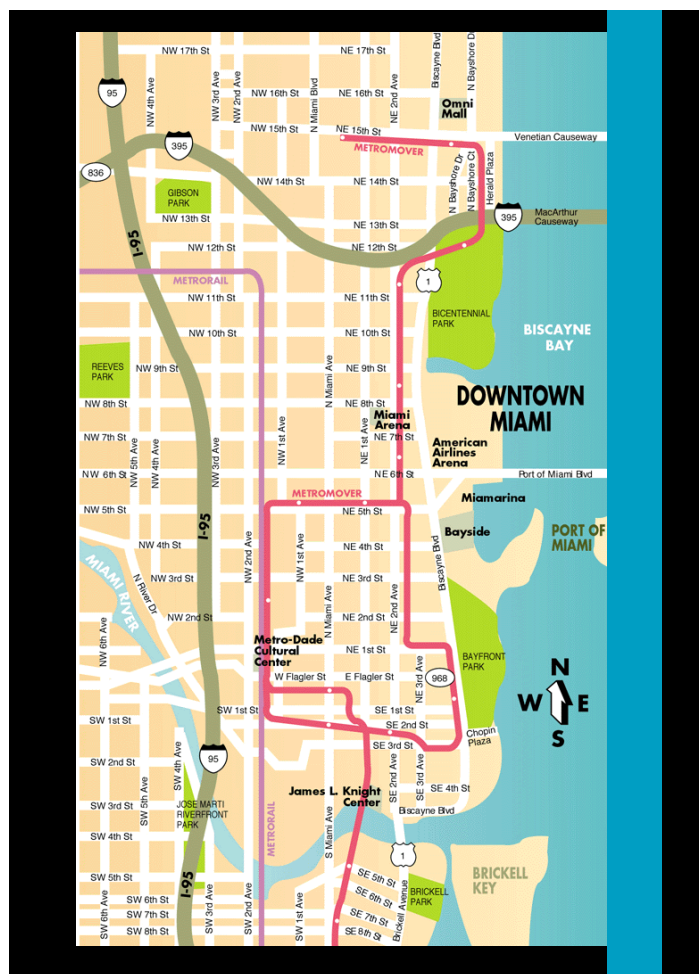 NW 17th St
NE 17th St
Biscayne Blvd
N Bayshore Dr
95
NW 4th Ave
NW 3rd Ave
NW 2nd Ave
N Miami Blvd
NE 2nd Ave
NW 16th St
NE 16th St
Omni
Mall
NW 15th St
NE 15th St
Venetian Causeway
METROMOVER
395
836
N Bayshore Dr
N Bayshore Ct
Herald Plaza
NW 14th St
NE 14th St
GIBSON
PARK
NW 13th St
NE 13th St
395
MacArthur
Causeway
I-95
NW 12th St
NE 12th St
METRORAIL
1
NW 11th St
NE 11th St
BICENTENNIAL
PARK
NW 10th St
NE 10th St
BISCAYNE
BAY
REEVES
PARK
NW 9th St
NE 9th St
N Miami Ave
DOWNTOWN
MIAMI
NW 8th St
NE 8th St
Miami
Arena
NW 7th St
NE 7th St
NW 5th Ave
NW 4th Ave
NW 3rd Ave
NW 1st Ave
NE 1st Ave
American
Airlines
Arena
NW 6th St
NE 6th St
Port of Miami Blvd
METROMOVER
Miamarina
NW 5th St
NE 5th St
I-95
Bayside
PORT OF
MIAMI
NW 4th St
NE 4th St
NW 2nd Ave
NW 1st Ave
Biscayne Blvd
MIAMI RIVER
N River Dr
NW 3rd St
NE 3rd St
N Miami Ave
NE 2nd Ave
NW 2nd St
NE 2nd St
NW 6th Ave
Metro-Dade
Cultural
Center
NE 1st St
BAYFRONT
PARK
NE 3rd Ave
968
W Flagler St
E Flagler St
N
W
E
S
SW 1st St
SW 1st St
SE 1st St
SE 2nd St
Chopin
Plaza
SE 3rd St
SW 2nd St
95
SW 4th Ave
SW 5th Ave
SE 2nd Ave
SE 3rd Ave
James L. Knight
Center
SE 4th St
SW 3rd St
JOSE MARTI
RIVERFRONT
PARK
Biscayne Blvd
METRORAIL
S Miami Ave
SW 4th St
1
SW 5th St
I-95
SE 5th St
BRICKELL
KEY
SW 6th Ave
SW 6th St
SW 3rd Ave
SW 2nd Ave
SW 1st Ave
SE 6th St
BRICKELL
PARK
Brickell Avenue
SW 7th St
SE 7th St
SW 8th St
SE 8th St